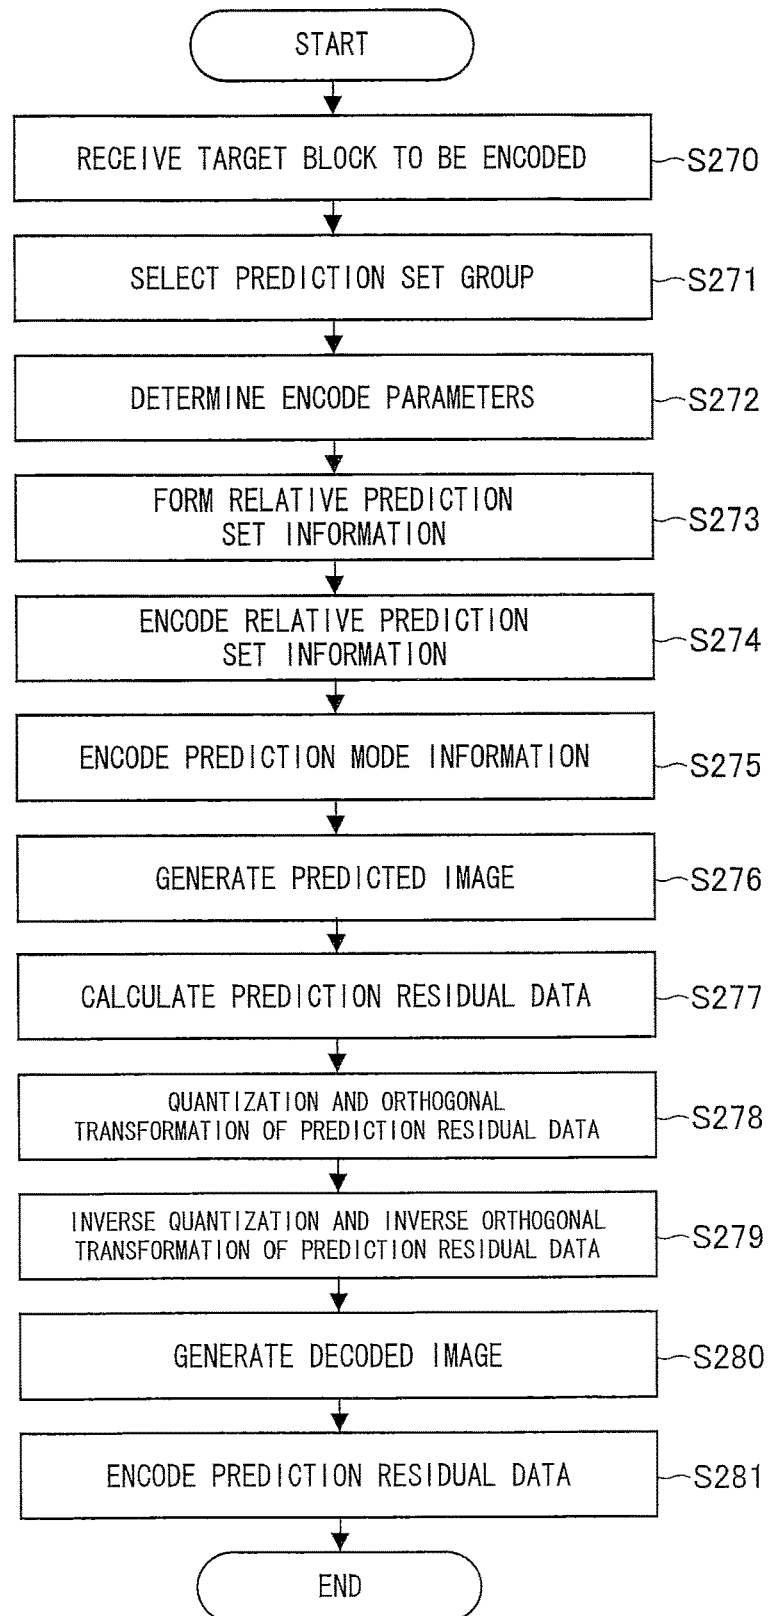 START
RECEIVE TARGET BLOCK TO BE ENCODED
S270
SELECT PREDICTION SET GROUP
S271
DETERMINE ENCODE PARAMETERS
S272
FORM RELATIVE PREDICTION
SET INFORMATION
S273
ENCODE RELATIVE PREDICTION
SET INFORMATION
S274
ENCODE PREDICTION MODE INFORMATION
S275
GENERATE PREDICTED IMAGE
S276
CALCULATE PREDICTION RESIDUAL DATA
S277
QUANTIZATION AND ORTHOGONAL
TRANSFORMATION OF PREDICTION RESIDUAL DATA
S278
INVERSE QUANTIZATION AND INVERSE ORTHOGONAL
TRANSFORMATION OF PREDICTION RESIDUAL DATA
S279
GENERATE DECODED IMAGE
S280
ENCODE PREDICTION RESIDUAL DATA
S281
END